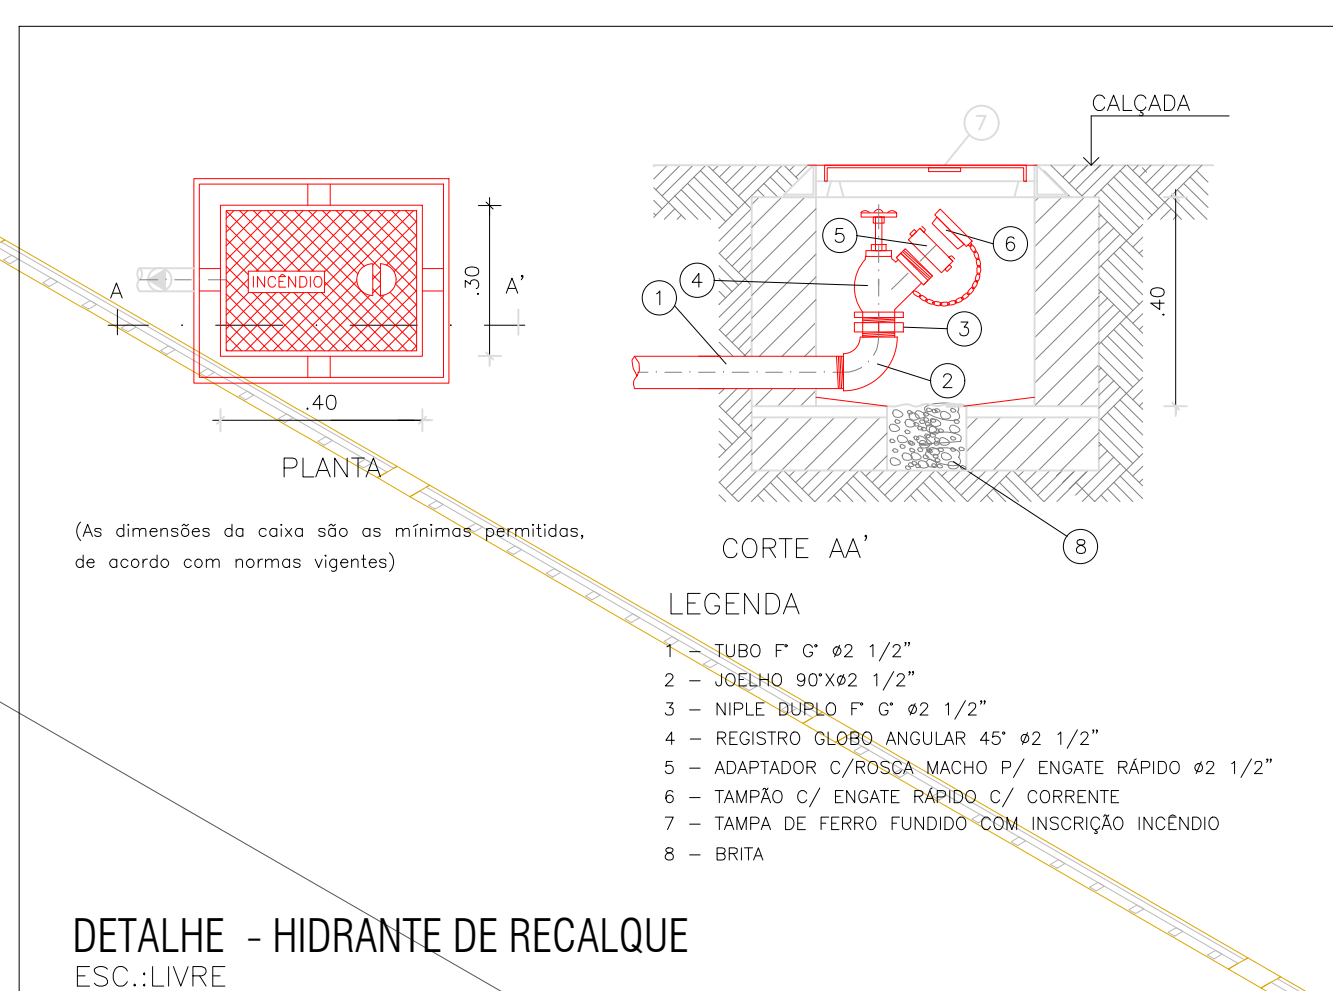 CALÇADA
7
INCÊNDIO
A
A'
.30
.40
PLANTA
(As dimensões da caixa são as mínimas permitidas,
de acordo com normas vigentes)
5
6
4
1
3
2
.40
8
CORTE AA'
LEGENDA
1 – TUBO F° G° ø2 1/2"
2 – JOELHO 90°Xø2 1/2"
3 – NIPLE DUPLO F° G° ø2 1/2"
4 – REGISTRO GLOBO ANGULAR 45° ø2 1/2"
5 – ADAPTADOR C/ROSCA MACHO P/ ENGATE RÁPIDO ø2 1/2"
6 – TAMPÃO C/ ENGATE RÁPIDO C/ CORRENTE
7 – TAMPA DE FERRO FUNDIDO COM INSCRIÇÃO INCÊNDIO
8 – BRITA
DETALHE - HIDRANTE DE RECALQUE
ESC.:LIVRE